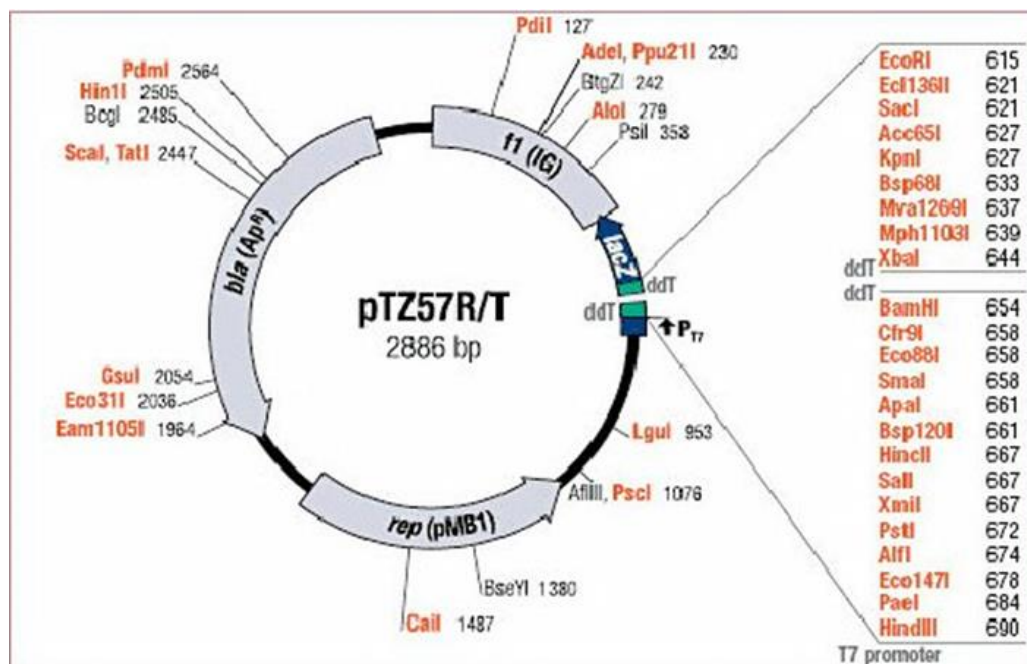 PdiI 127
AdeI, Ppu21I 230
BtgZI 242
AloI 279
PsiI 358
PdmI 2564
Hin1I 2505
BcgI 2485
ScaI, TatI 2447
f1 (IG)
lacZ
ddT
ddT
PT7
bla (ApR)
pTZ57R/T
2886 bp
GsuI 2054
Eco31I 2036
Eam1105I 1964
LguI 953
AflIII, PscI 1076
rep (pMB1)
BseYI 1380
CaiI 1487
EcoRI 615
Ecl136II 621
SacI 621
Acc65I 627
KpnI 627
Bsp68I 633
Mva1269I 637
Mph1103I 639
XbaI 644
ddT
ddT
BamHI 654
Cfr9I 658
Eco88I 658
SmaI 658
ApaI 661
Bsp120I 661
HincII 667
SalI 667
XmiI 667
PstI 672
AlfI 674
Eco147I 678
PaeI 684
HindIII 690
T7 promoter